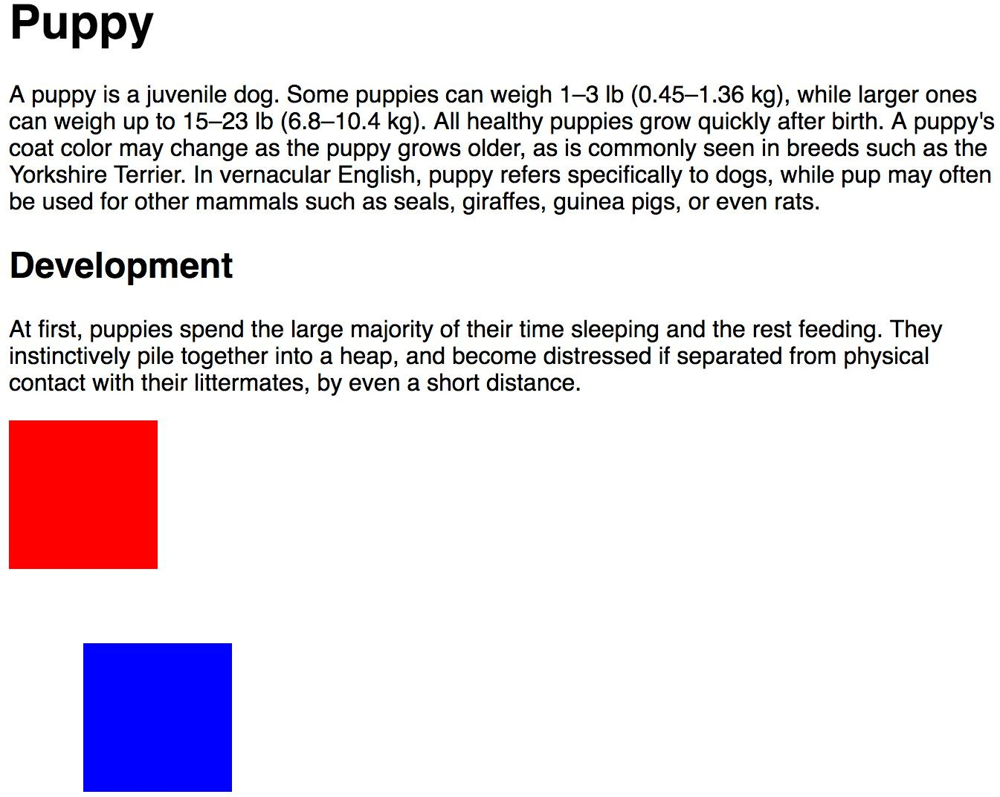 Puppy
A puppy is a juvenile dog. Some puppies can weigh 1–3 lb (0.45–1.36 kg), while larger ones
can weigh up to 15–23 lb (6.8–10.4 kg). All healthy puppies grow quickly after birth. A puppy's
coat color may change as the puppy grows older, as is commonly seen in breeds such as the
Yorkshire Terrier. In vernacular English, puppy refers specifically to dogs, while pup may often
be used for other mammals such as seals, giraffes, guinea pigs, or even rats.
Development
At first, puppies spend the large majority of their time sleeping and the rest feeding. They
instinctively pile together into a heap, and become distressed if separated from physical
contact with their littermates, by even a short distance.